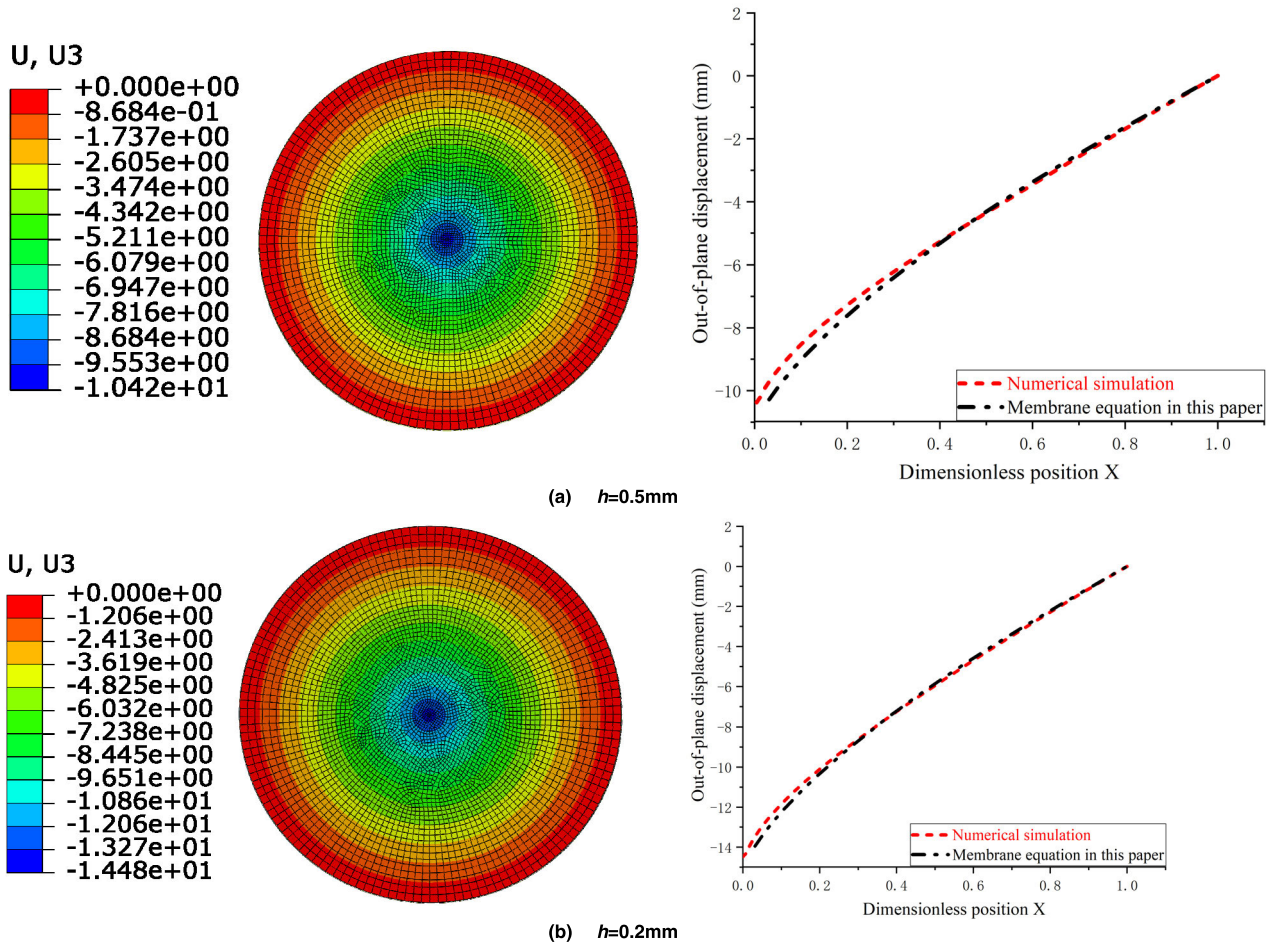 U, U3
+0.000e+00
-8.684e-01
-1.737e+00
-2.605e+00
-3.474e+00
-4.342e+00
-5.211e+00
-6.079e+00
-6.947e+00
-7.816e+00
-8.684e+00
-9.553e+00
-1.042e+01
2
0
-2
-4
-6
-8
-10
Out-of-plane displacement (mm)
Numerical simulation
Membrane equation in this paper
0.0 0.2 0.4 0.6 0.8 1.0
Dimensionless position X
(a) h=0.5mm
U, U3
+0.000e+00
-1.206e+00
-2.413e+00
-3.619e+00
-4.825e+00
-6.032e+00
-7.238e+00
-8.445e+00
-9.651e+00
-1.086e+01
-1.206e+01
-1.327e+01
-1.448e+01
2
0
-2
-4
-6
-8
-10
-12
-14
Out-of-plane displacement (mm)
Numerical simulation
Membrane equation in this paper
0.0 0.2 0.4 0.6 0.8 1.0
Dimensionless position X
(b) h=0.2mm